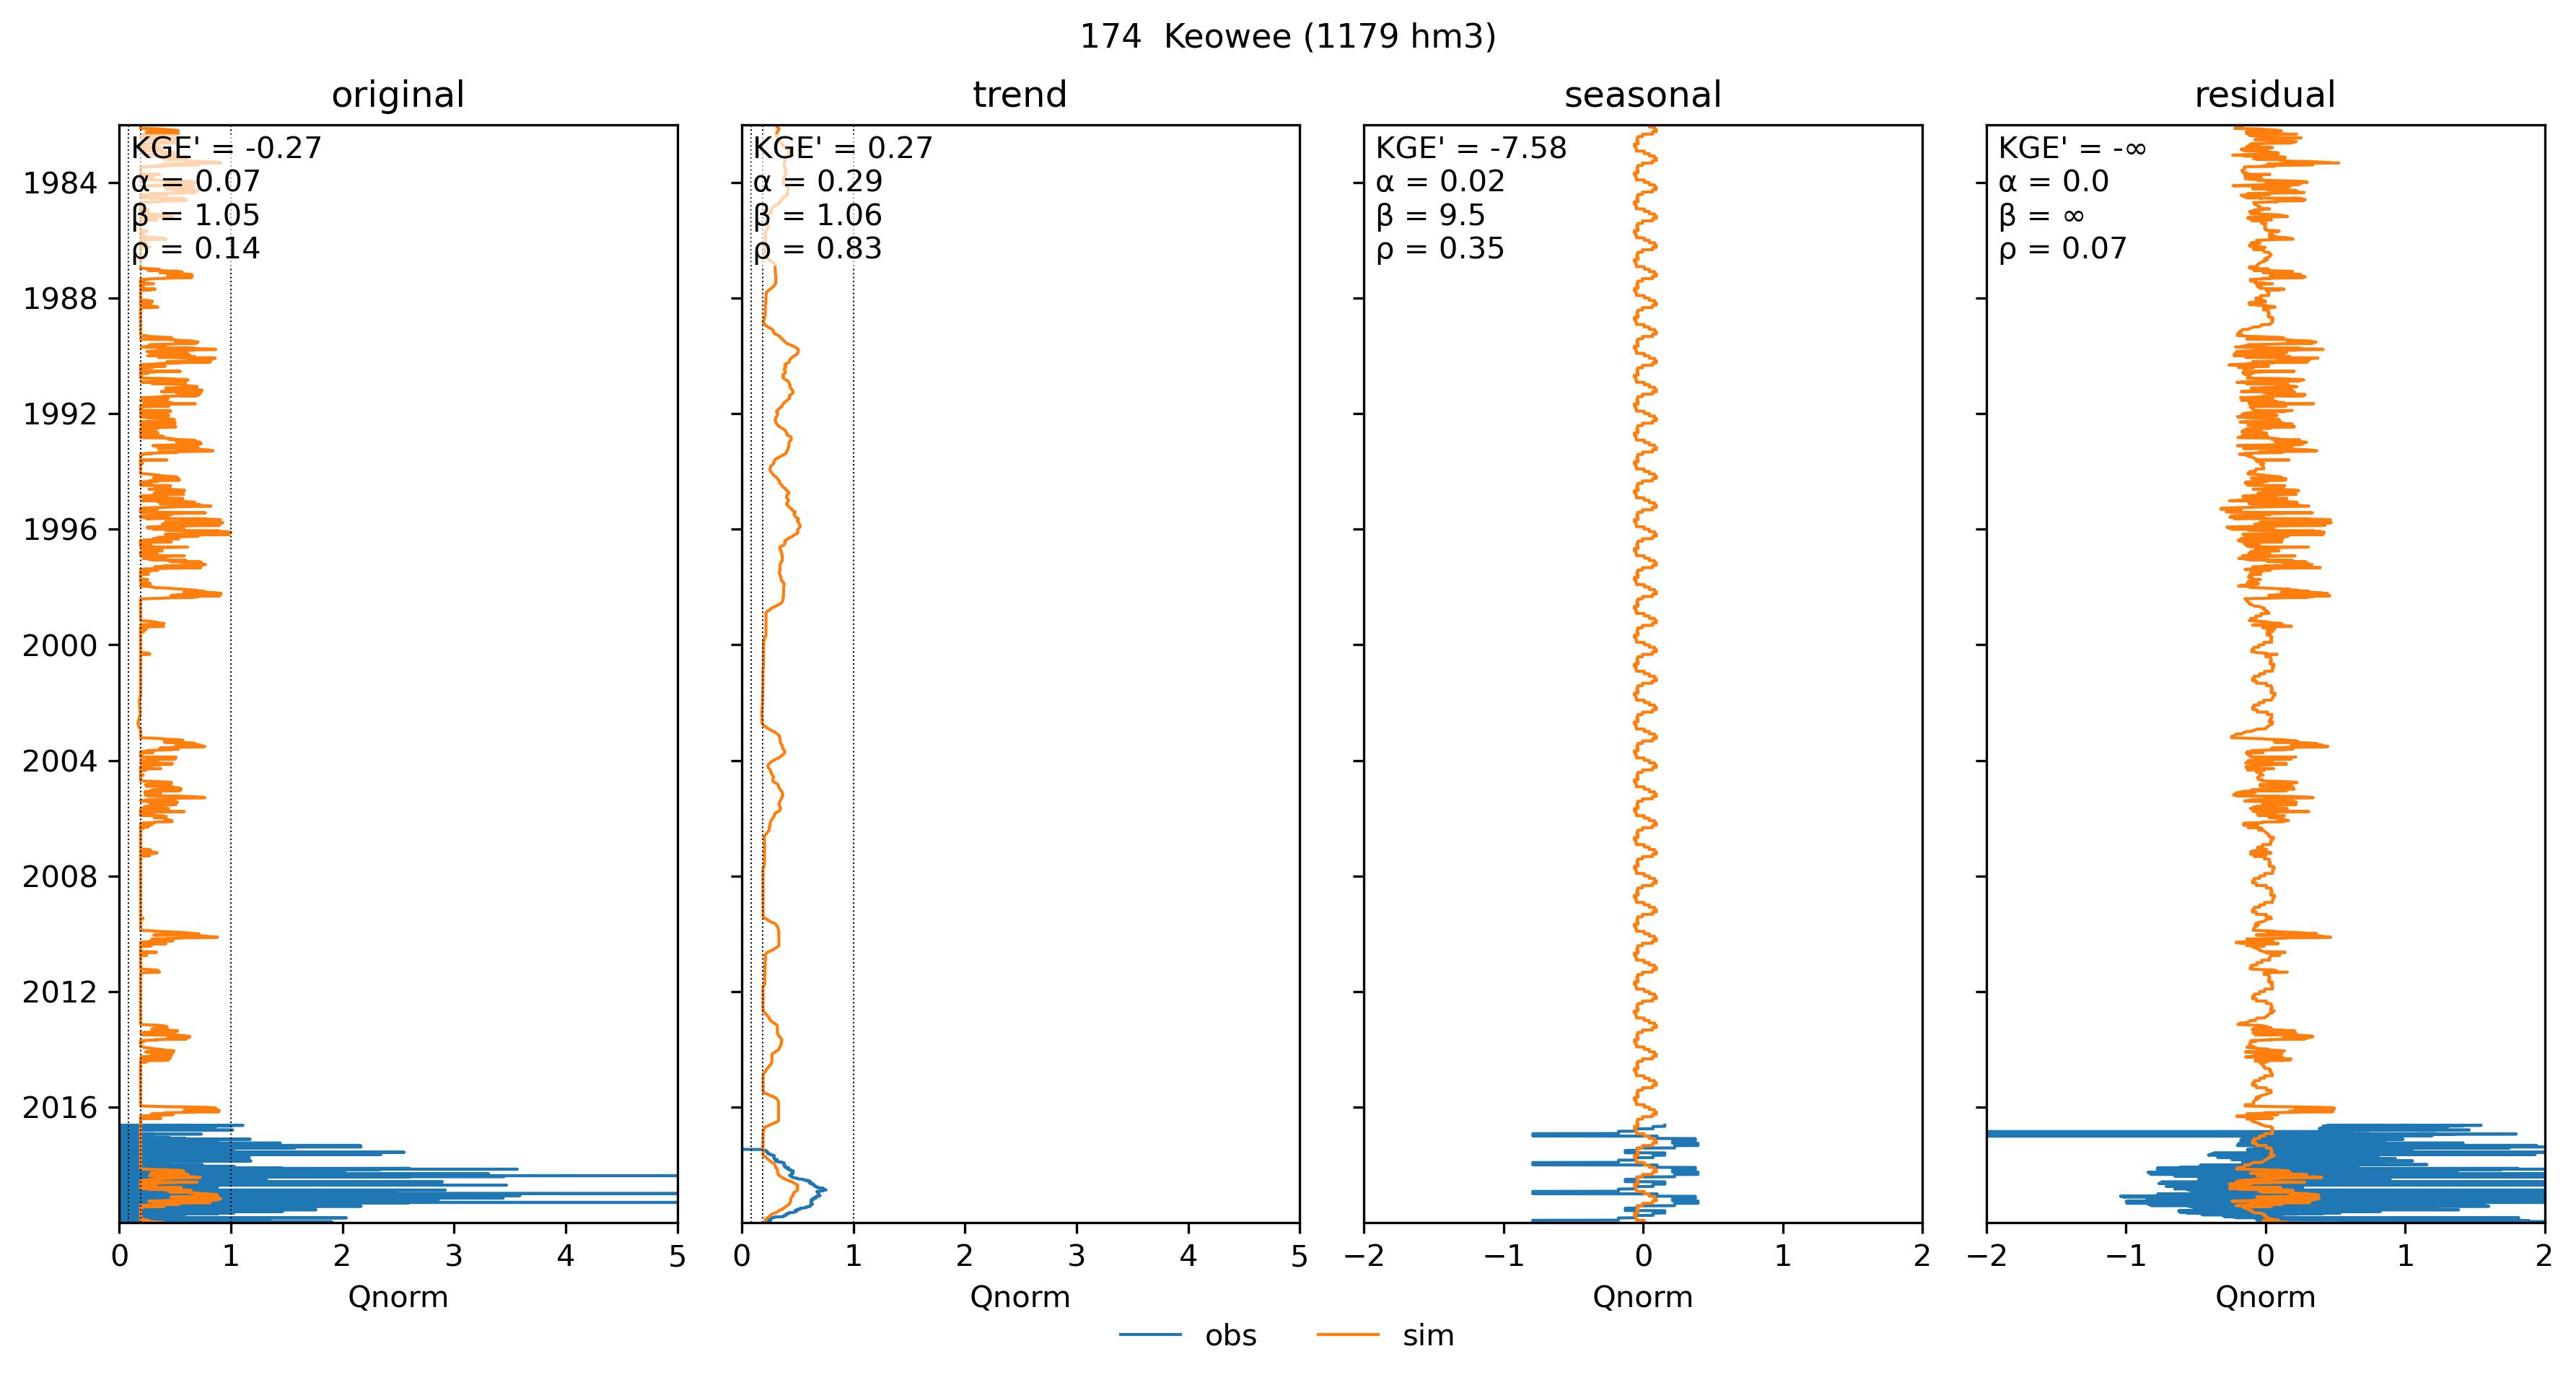 174  Keowee (1179 hm3)
original
trend
seasonal
residual
KGE' = -0.27
α = 0.07
β = 1.05
ρ = 0.14
KGE' = 0.27
α = 0.29
β = 1.06
ρ = 0.83
KGE' = -7.58
α = 0.02
β = 9.5
ρ = 0.35
KGE' = -∞
α = 0.0
β = ∞
ρ = 0.07
1984
1988
1992
1996
2000
2004
2008
2012
2016
0 1 2 3 4 5
0 1 2 3 4 5
−2 −1 0 1 2
−2 −1 0 1 2
Qnorm
Qnorm
Qnorm
Qnorm
obs
sim